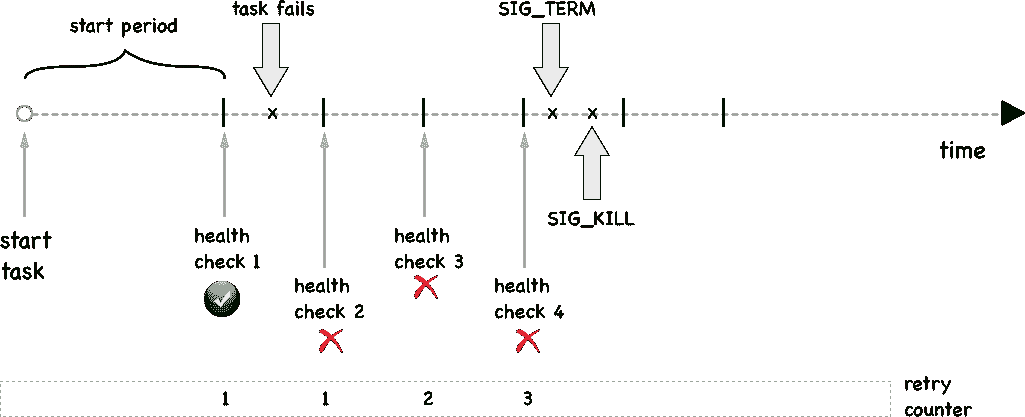 task fails
SIG_TERM
start period
x
x
x
time
SIG_KILL
start
task
health
check 1
health
check 3
health
check 2
health
check 4
1 1 2 3
retry
counter